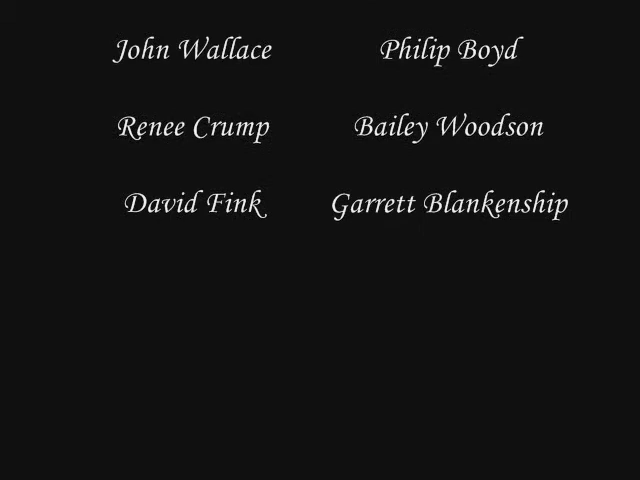 John Wallace Philip Boyd
Renee Crump Bailey Woodson
David Fink Garrett Blankenship